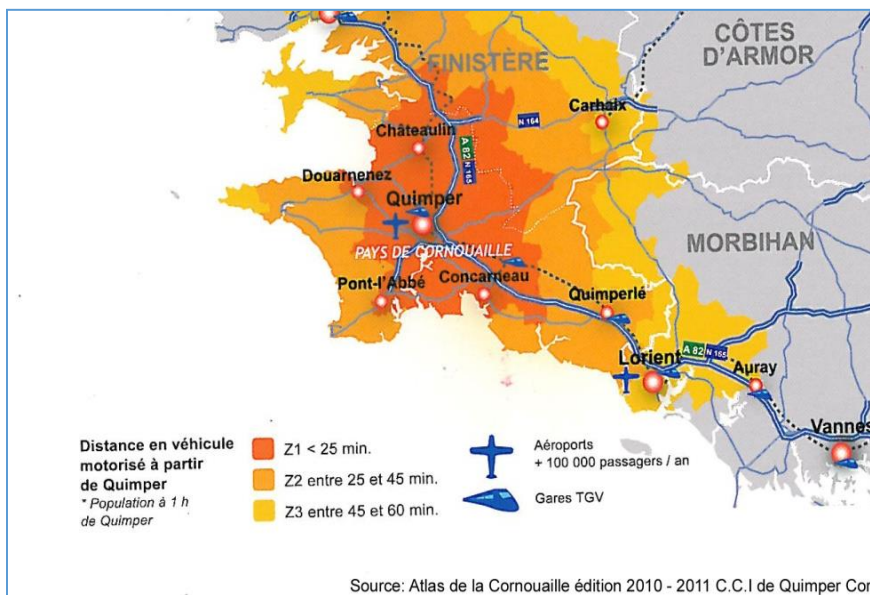 CÔTES
D'ARMOR
FINISTÈRE
Carhaix
N 164
Châteaulin
A 82 N 165
Douarnenez
Quimper
MORBIHAN
PAYS DE CORNOUAILLE
Pont-l'Abbé
Concarneau
Quimperlé
A 82 N 165
Lorient
Auray
Vannes
Distance en véhicule
motorisé à partir
de Quimper
* Population à 1 h
de Quimper
Z1 < 25 min.
Z2 entre 25 et 45 min.
Z3 entre 45 et 60 min.
Aéroports
+ 100 000 passagers / an
Gares TGV
Source: Atlas de la Cornouaille édition 2010 - 2011 C.C.I de Quimper Cor